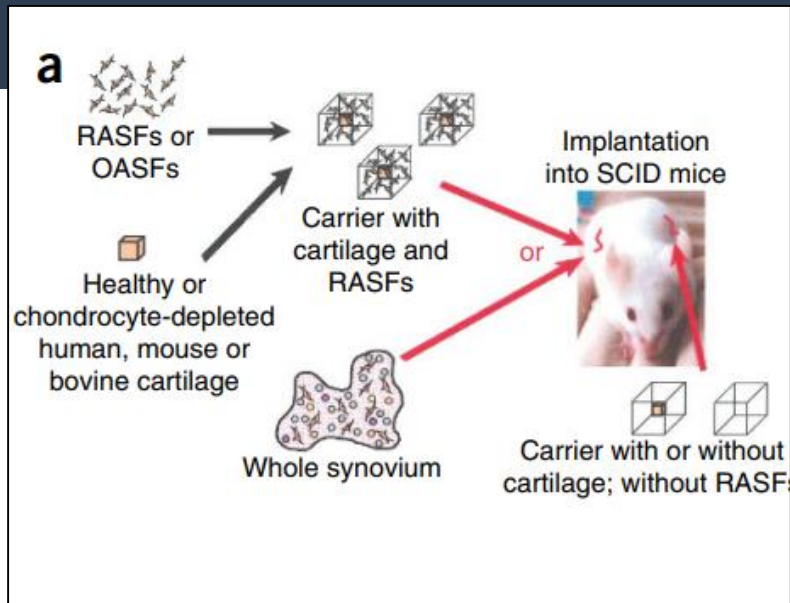 a
RASFs or
OASFs
Healthy or
chondrocyte-depleted
human, mouse or
bovine cartilage
Carrier with
cartilage and
RASFs
Whole synovium
or
Implantation
into SCID mice
Carrier with or without
cartilage; without RASFs